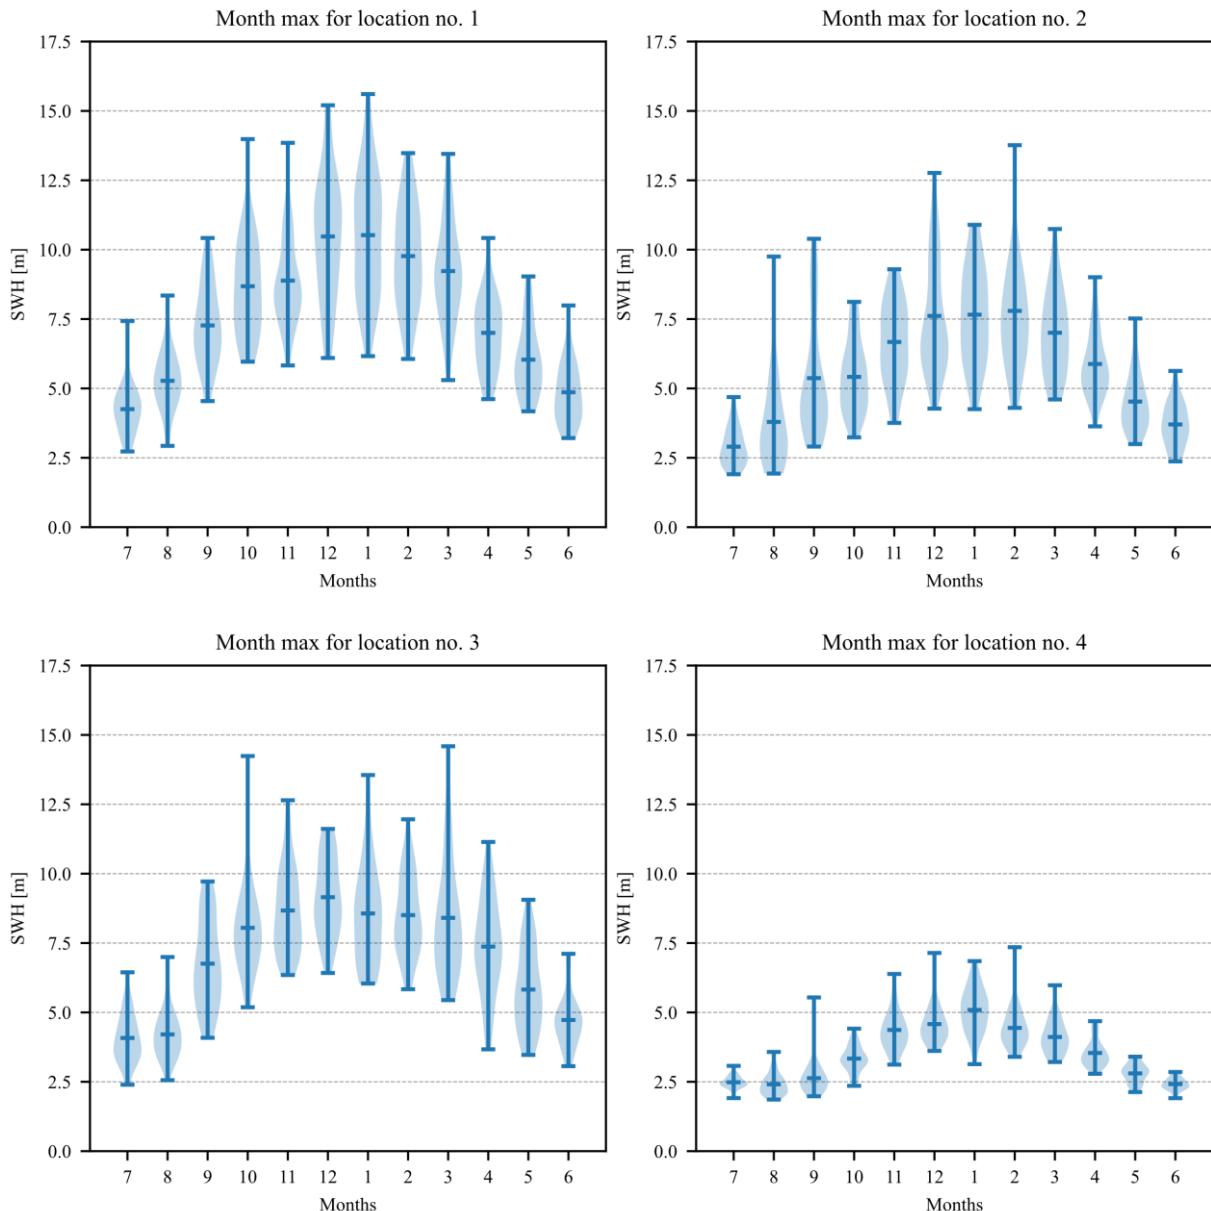 Month max for location no. 1
17.5
15.0
12.5
10.0
7.5
5.0
2.5
0.0
SWH [m]
7 8 9 10 11 12 1 2 3 4 5 6
Months
Month max for location no. 2
17.5
15.0
12.5
10.0
7.5
5.0
2.5
0.0
SWH [m]
7 8 9 10 11 12 1 2 3 4 5 6
Months
Month max for location no. 3
17.5
15.0
12.5
10.0
7.5
5.0
2.5
0.0
SWH [m]
7 8 9 10 11 12 1 2 3 4 5 6
Months
Month max for location no. 4
17.5
15.0
12.5
10.0
7.5
5.0
2.5
0.0
SWH [m]
7 8 9 10 11 12 1 2 3 4 5 6
Months